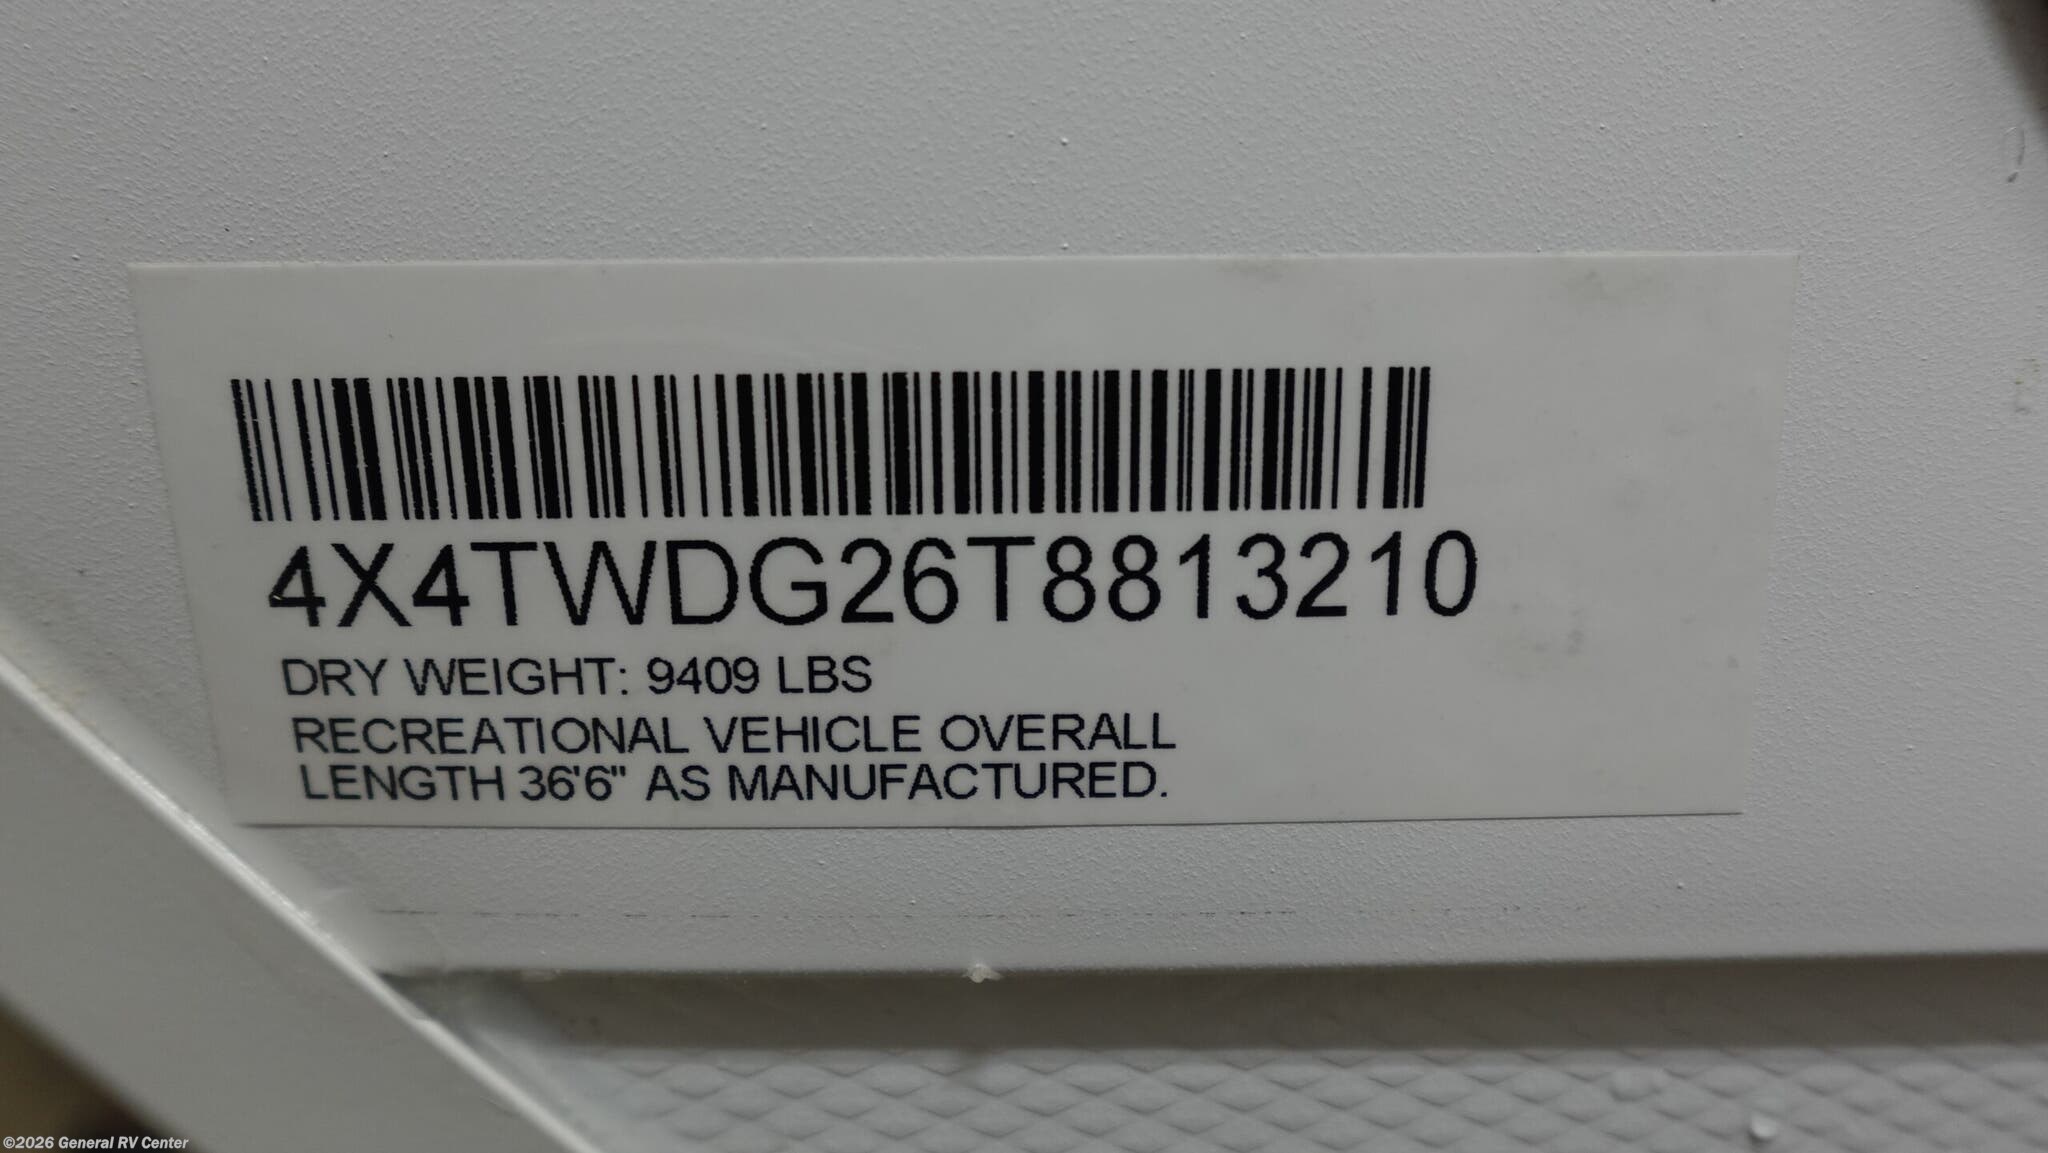 4X4TWDG26T8813210
DRY WEIGHT: 9409 LBS
RECREATIONAL VEHICLE OVERALL
LENGTH 36'6" AS MANUFACTURED.
©2026 General RV Center